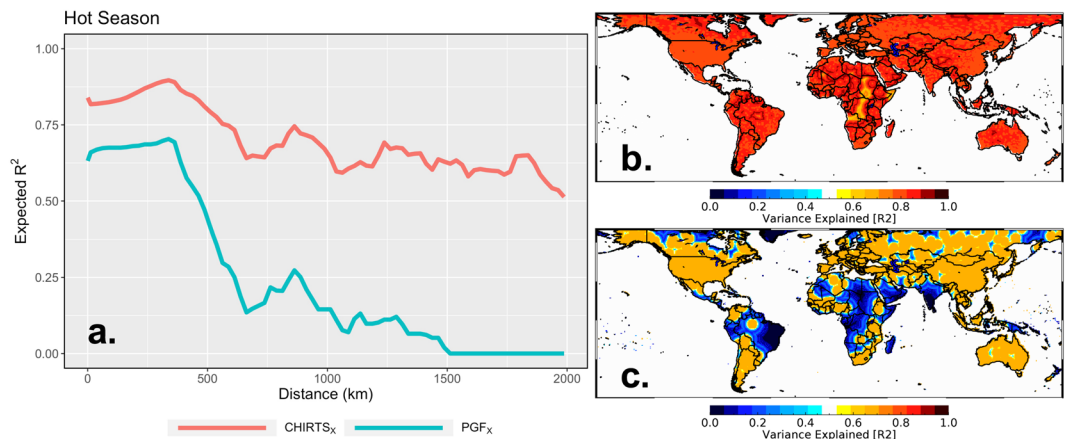 Hot Season
1.00
0.75
0.50
0.25
0.00
Expected R²
a.
0
500
1000
1500
2000
Distance (km)
CHIRTSX
PGFX
b.
0.0 0.2 0.4 0.6 0.8 1.0
Variance Explained [R2]
c.
0.0 0.2 0.4 0.6 0.8 1.0
Variance Explained [R2]